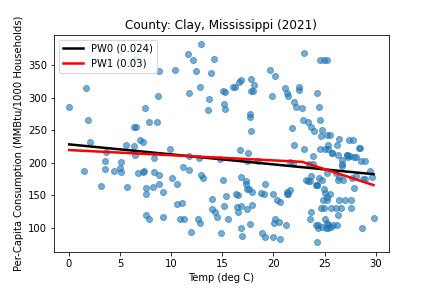 County: Clay, Mississippi (2021)
Per-Capita Consumption (MMBtu/1000 Households)
PW0 (0.024)
PW1 (0.03)
350
300
250
200
150
100
0 5 10 15 20 25 30
Temp (deg C)